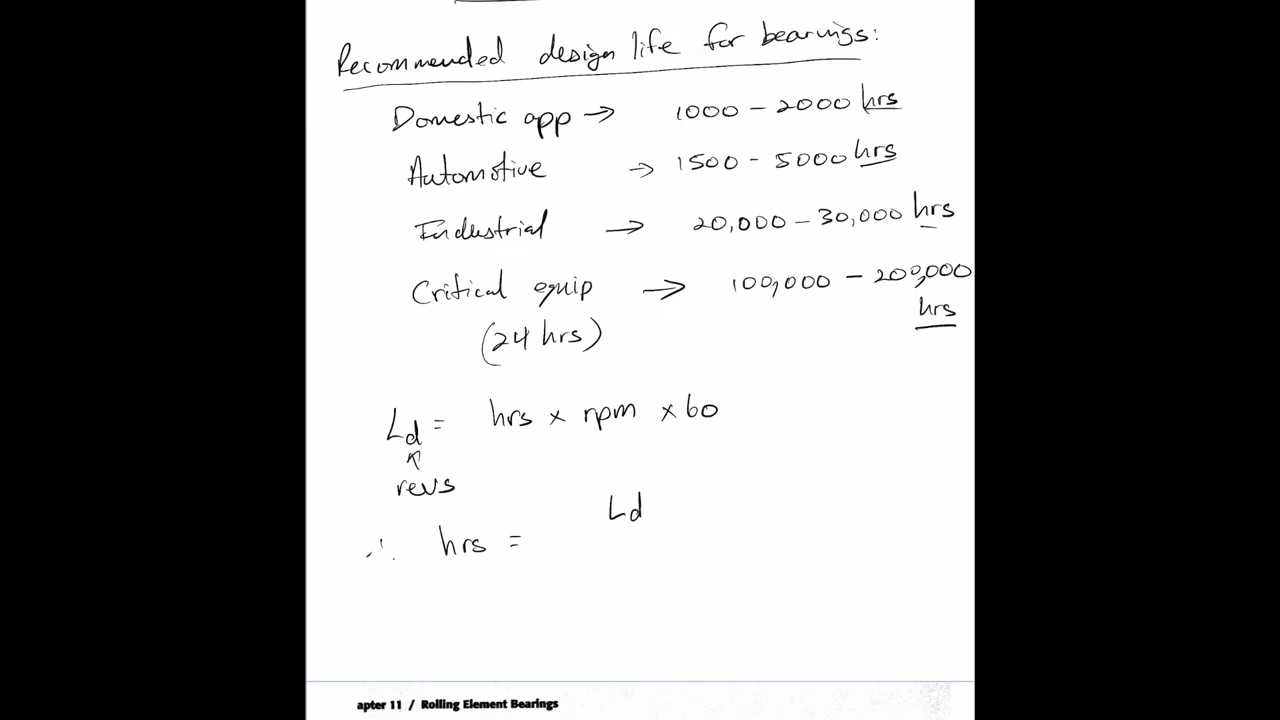 Recommended design life for bearings:
Domestic app → 1000 - 2000 hrs
Automotive → 1500 - 5000 hrs
Industrial → 20,000 - 30,000 hrs
Critical equip → 100,000 - 200,000
hrs
(24 hrs)
Ld = hrs × rpm × 60
↑
revs
Ld
∴ hrs =
apter 11 / Rolling Element Bearings